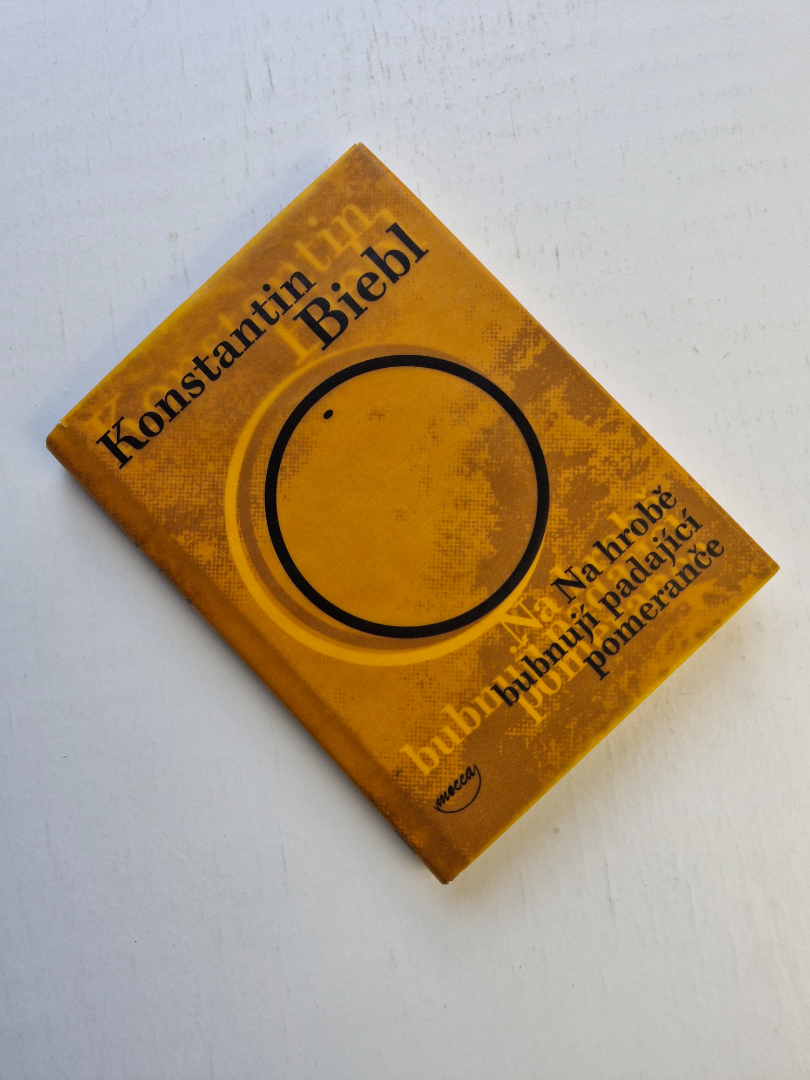 Konstantin
Biebl
Na hrobě
bubnují padající
pomeranče
mocca